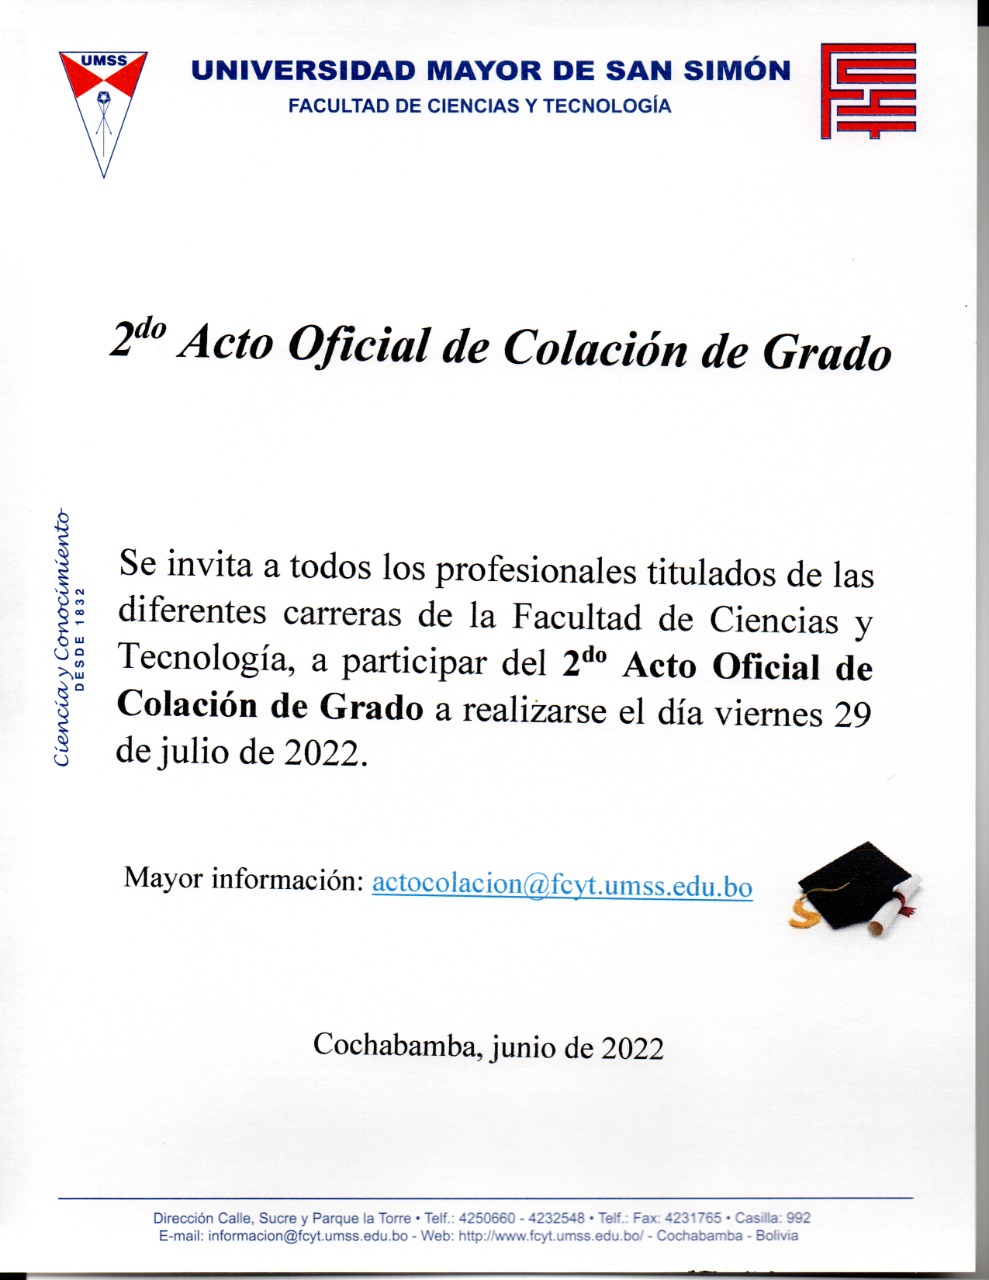 UMSS
UNIVERSIDAD MAYOR DE SAN SIMÓN
FACULTAD DE CIENCIAS Y TECNOLOGÍA
2do Acto Oficial de Colación de Grado
Ciencia y Conocimiento
DESDE 1832
Se invita a todos los profesionales titulados de las
diferentes carreras de la Facultad de Ciencias y
Tecnología, a participar del 2do Acto Oficial de
Colación de Grado a realizarse el día viernes 29
de julio de 2022.
Mayor información: actocolacion@fcyt.umss.edu.bo
Cochabamba, junio de 2022
Dirección Calle, Sucre y Parque la Torre • Telf.: 4250660 - 4232548 • Telf.: Fax: 4231765 • Casilla: 992
E-mail: informacion@fcyt.umss.edu.bo - Web: http://www.fcyt.umss.edu.bo/ - Cochabamba - Bolivia